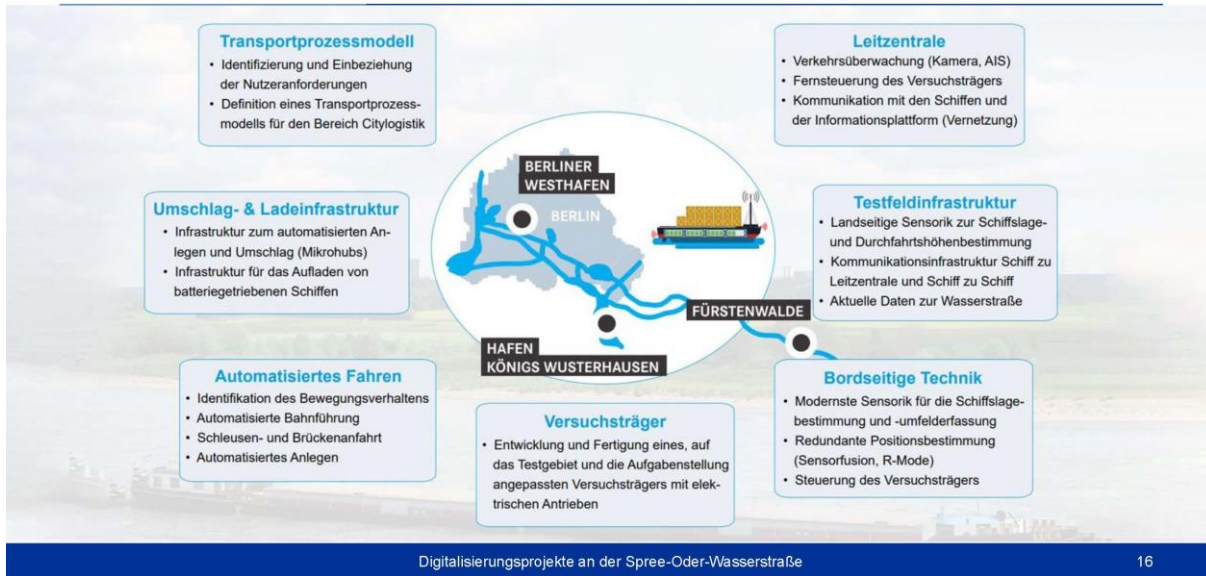 Transportprozessmodell
• Identifizierung und Einbeziehung
der Nutzeranforderungen
• Definition eines Transportprozess-
modells für den Bereich Citylogistik
Leitzentrale
• Verkehrsüberwachung (Kamera, AIS)
• Fernsteuerung des Versuchsträgers
• Kommunikation mit den Schiffen und
der Informationsplattform (Vernetzung)
Umschlag- & Ladeinfrastruktur
• Infrastruktur zum automatisierten An-
legen und Umschlag (Mikrohubs)
• Infrastruktur für das Aufladen von
batteriegetriebenen Schiffen
BERLINER
WESTHAFEN
BERLIN
FÜRSTENWALDE
HAFEN
KÖNIGS WUSTERHAUSEN
Testfeldinfrastruktur
• Landseitige Sensorik zur Schiffslage-
und Durchfahrtshöhenbestimmung
• Kommunikationsinfrastruktur Schiff zu
Leitzentrale und Schiff zu Schiff
• Aktuelle Daten zur Wasserstraße
Automatisiertes Fahren
• Identifikation des Bewegungsverhaltens
• Automatisierte Bahnführung
• Schleusen- und Brückenanfahrt
• Automatisiertes Anlegen
Versuchsträger
• Entwicklung und Fertigung eines, auf
das Testgebiet und die Aufgabenstellung
angepassten Versuchsträgers mit elek-
trischen Antrieben
Bordseitige Technik
• Modernste Sensorik für die Schiffslage-
bestimmung und -umfelderfassung
• Redundante Positionsbestimmung
(Sensorfusion, R-Mode)
• Steuerung des Versuchsträgers
Digitalisierungsprojekte an der Spree-Oder-Wasserstraße
16